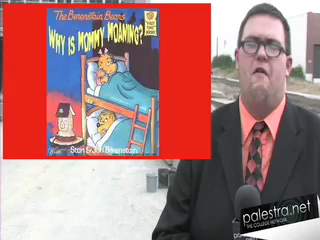 The Berenstain Bears
WHY IS MOMMY MOANING?
Stan & Jan Berenstain
palestra.net
THE COLLEGE NETWORK